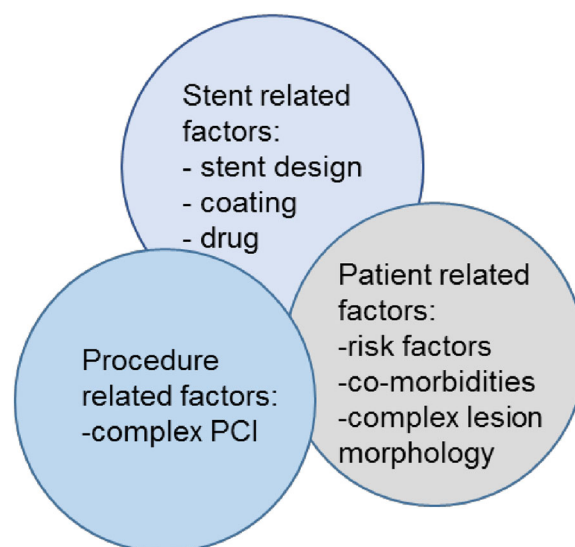 Stent related
factors:
- stent design
- coating
- drug
Patient related
factors:
-risk factors
-co-morbidities
-complex lesion
morphology
Procedure
related factors:
-complex PCI